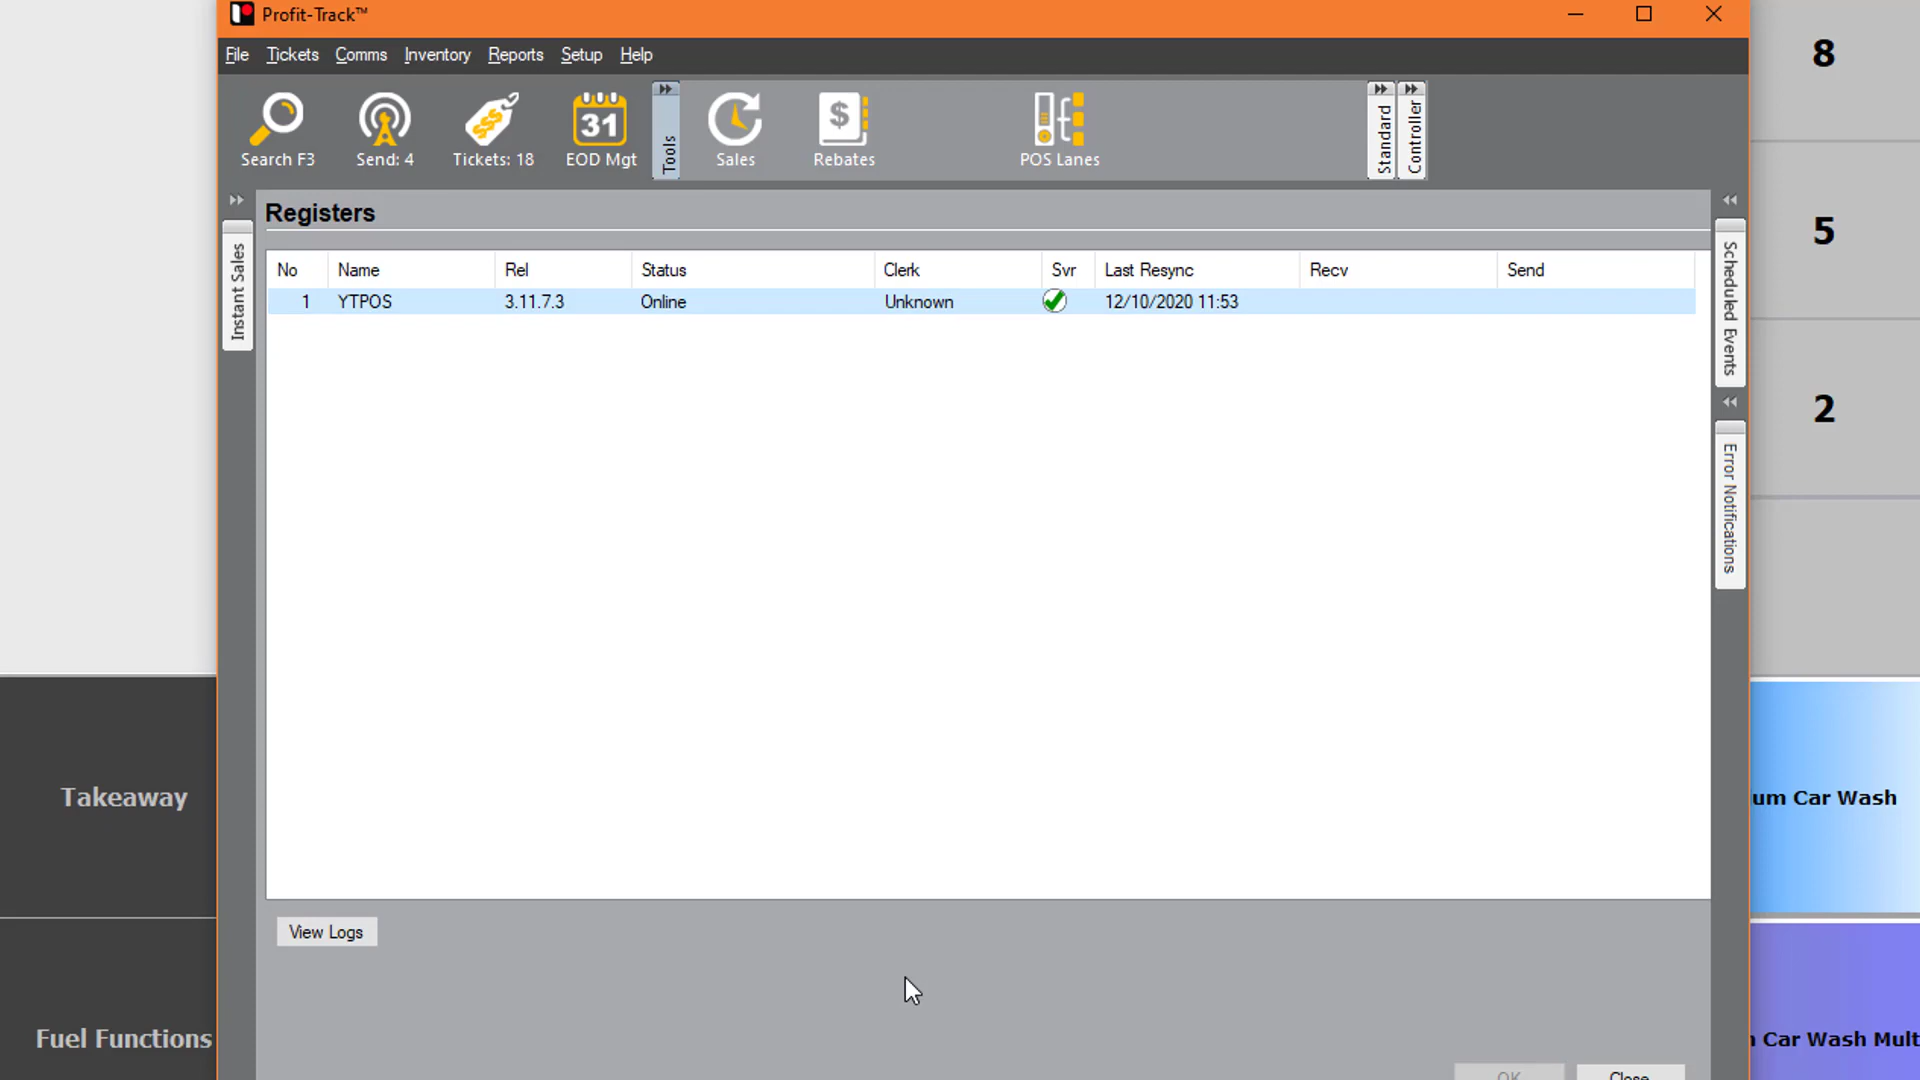 Profit-Track™
File Tickets Comms Inventory Reports Setup Help
Search F3
Send: 4
Tickets: 18
31
EOD Mgt
Tools
$
Sales
Rebates
POS Lanes
Standard
Controller
Instant Sales
Registers
No Name Rel Status Clerk Svr Last Resync Recv Send
1 YTPOS 3.11.7.3 Online Unknown 12/10/2020 11:53
View Logs
OK
Close
Scheduled Events
Error Notifications
8
5
2
Takeaway
Fuel Functions
um Car Wash
Car Wash Mult